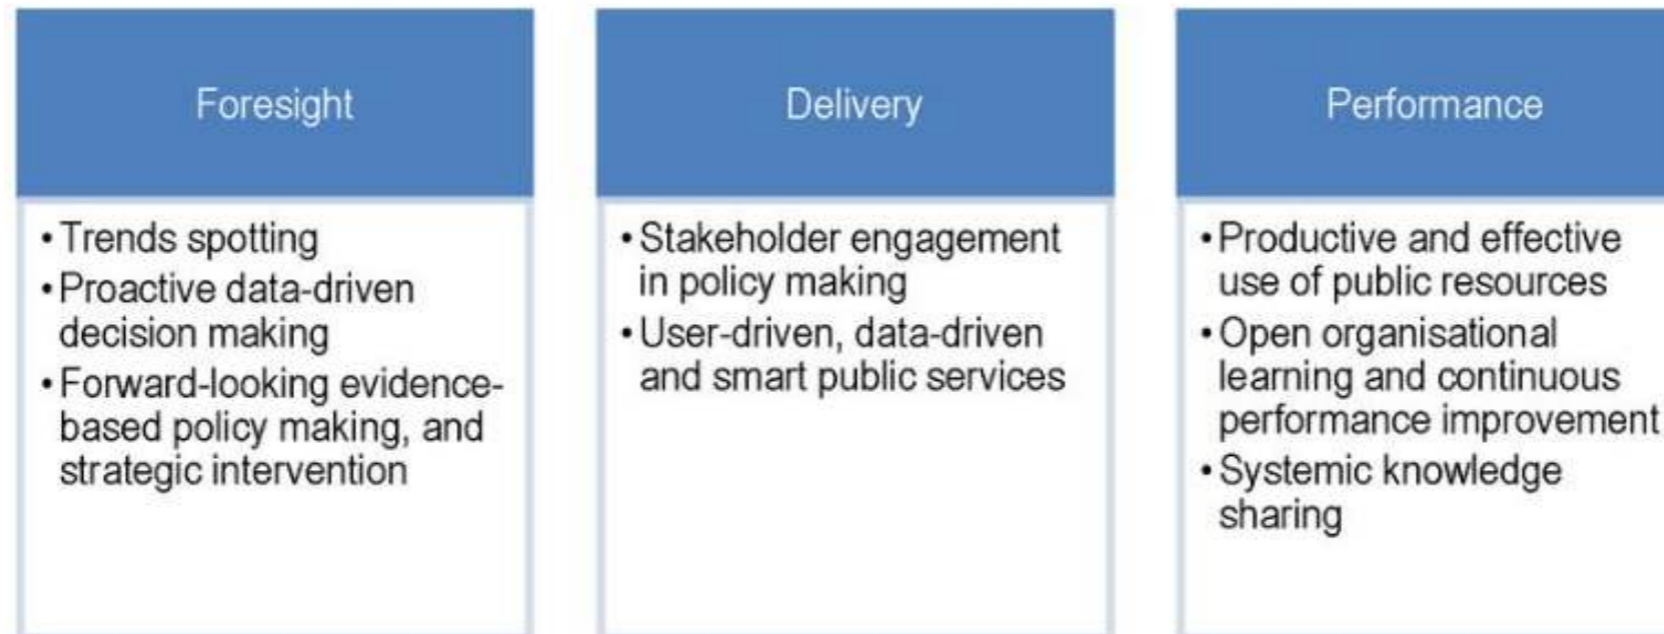 Foresight
• Trends spotting
• Proactive data-driven
decision making
• Forward-looking evidence-
based policy making, and
strategic intervention
Delivery
• Stakeholder engagement
in policy making
• User-driven, data-driven
and smart public services
Performance
• Productive and effective
use of public resources
• Open organisational
learning and continuous
performance improvement
• Systemic knowledge
sharing